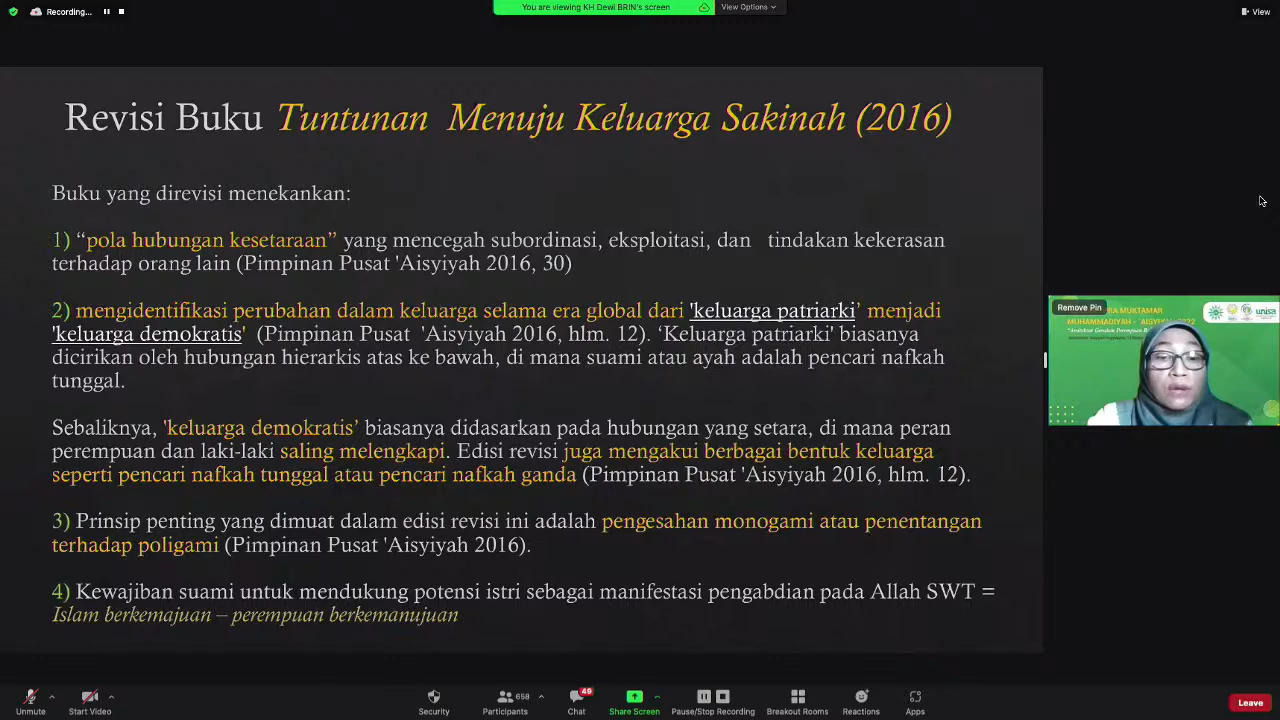 Recording...
You are viewing KH Dewi BRIN's screen
View Options
View
Revisi Buku Tuntunan Menuju Keluarga Sakinah (2016)
Buku yang direvisi menekankan:
1) “pola hubungan kesetaraan” yang mencegah subordinasi, eksploitasi, dan tindakan kekerasan
terhadap orang lain (Pimpinan Pusat 'Aisyiyah 2016, 30)
2) mengidentifikasi perubahan dalam keluarga selama era global dari 'keluarga patriarki’ menjadi
'keluarga demokratis' (Pimpinan Pusat 'Asyiyah 2016, hlm. 12). ‘Keluarga patriarki' biasanya
dicirikan oleh hubungan hierarkis atas ke bawah, di mana suami atau ayah adalah pencari nafkah
tunggal.
Sebaliknya, 'keluarga demokratis’ biasanya didasarkan pada hubungan yang setara, di mana peran
perempuan dan laki-laki saling melengkapi. Edisi revisi juga mengakui berbagai bentuk keluarga
seperti pencari nafkah tunggal atau pencari nafkah ganda (Pimpinan Pusat 'Aisyiyah 2016, hlm. 12).
3) Prinsip penting yang dimuat dalam edisi revisi ini adalah pengesahan monogami atau penentangan
terhadap poligami (Pimpinan Pusat 'Aisyiyah 2016).
4) Kewajiban suami untuk mendukung potensi istri sebagai manifestasi pengabdian pada Allah SWT =
Islam berkemajuan – perempuan berkemanujuan
Remove Pin
RA MUKTAMAR
MUHAMMADIYAH - 'AISYIYAH
2022
unisa
Unmute
Start Video
Security
658
Participants
49
Chat
Share Screen
Pause/Stop Recording
Breakout Rooms
Reactions
Apps
Leave